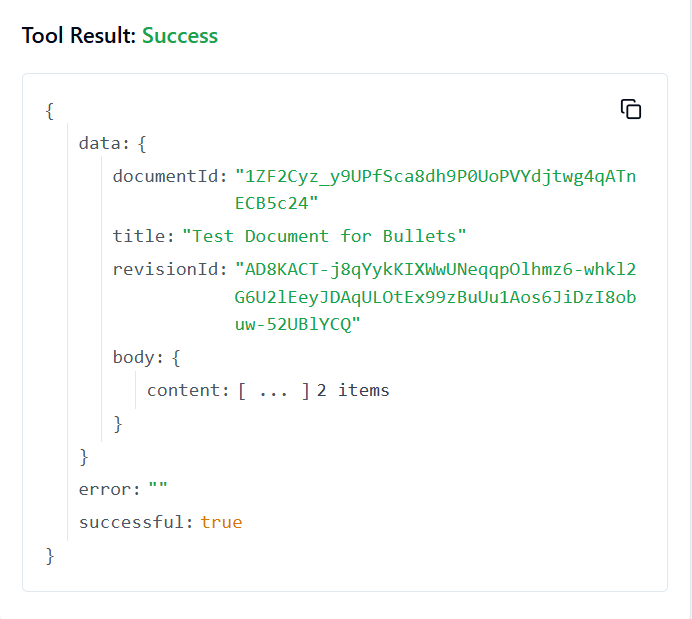 Tool Result: Success
{
data: {
documentId: "1ZF2Cyz_y9UPfSca8dh9P0UoPVYdjtwg4qATn
ECB5c24"
title: "Test Document for Bullets"
revisionId: "AD8KACT-j8qYykKIXWwUNeqqpOlhmz6-whkl2
G6U2lEeyJDAqULOtEx99zBuUu1Aos6JiDzI8ob
uw-52UBlYCQ"
body: {
content: [ ... ] 2 items
}
}
error: ""
successful: true
}